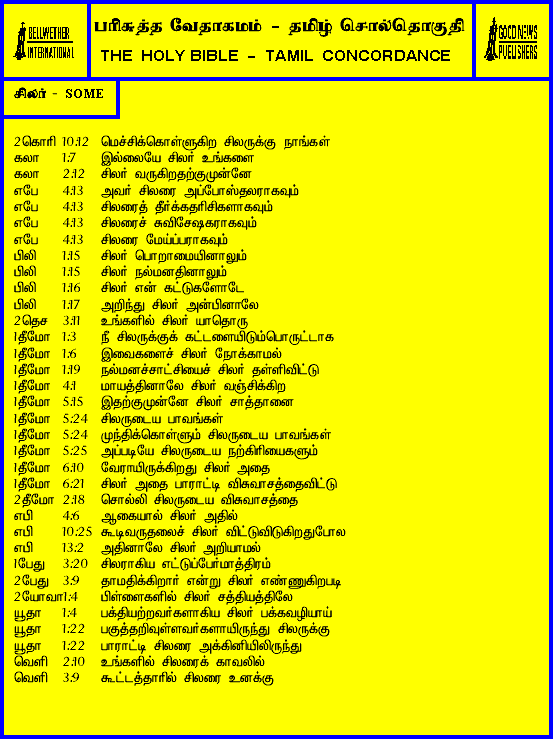 BELLWETHER
INTERNATIONAL
பரிசுத்த வேதாகமம் - தமிழ் சொல்தொகுதி
THE HOLY BIBLE - TAMIL CONCORDANCE
GOOD NEWS
PUBLISHERS
சிலர் - SOME
2கொரி 10:12 மெச்சிக்கொள்ளுகிற சிலருக்கு நாங்கள்
கலா 1:7 இல்லையே சிலர் உங்களை
கலா 2:12 சிலர் வருகிறதற்குமுன்னே
எபே 4:13 அவர் சிலரை அப்போஸ்தலராகவும்
எபே 4:13 சிலரைத் தீர்க்கதரிசிகளாகவும்
எபே 4:13 சிலரைச் சுவிசேஷகராகவும்
எபே 4:13 சிலரை மேய்ப்பராகவும்
பிலி 1:15 சிலர் பொறாமையினாலும்
பிலி 1:15 சிலர் நல்மனதினாலும்
பிலி 1:16 சிலர் என் கட்டுகளோடே
பிலி 1:17 அறிந்து சிலர் அன்பினாலே
2தெச 3:11 உங்களில் சிலர் யாதொரு
1தீமோ 1:3 நீ சிலருக்குக் கட்டளையிடும்பொருட்டாக
1தீமோ 1:6 இவைகளைச் சிலர் நோக்காமல்
1தீமோ 1:19 நல்மனச்சாட்சியைச் சிலர் தள்ளிவிட்டு
1தீமோ 4:1 மாயத்தினாலே சிலர் வஞ்சிக்கிற
1தீமோ 5:15 இதற்குமுன்னே சிலர் சாத்தானை
1தீமோ 5:24 சிலருடைய பாவங்கள்
1தீமோ 5:24 முந்திக்கொள்ளும் சிலருடைய பாவங்கள்
1தீமோ 5:25 அப்படியே சிலருடைய நற்கிரியைகளும்
1தீமோ 6:10 வேராயிருக்கிறது சிலர் அதை
1தீமோ 6:21 சிலர் அதை பாராட்டி விசுவாசத்தைவிட்டு
2தீமோ 2:18 சொல்லி சிலருடைய விசுவாசத்தை
எபி 4:6 ஆகையால் சிலர் அதில்
எபி 10:25 கூடிவருதலைச் சிலர் விட்டுவிடுகிறதுபோல
எபி 13:2 அதினாலே சிலர் அறியாமல்
1பேது 3:20 சிலராகிய எட்டுப்பேர்மாத்திரம்
2பேது 3:9 தாமதிக்கிறார் என்று சிலர் எண்ணுகிறபடி
2யோவா 1:4 பிள்ளைகளில் சிலர் சத்தியத்திலே
யூதா 1:4 பக்தியற்றவர்களாகிய சிலர் பக்கவழியாய்
யூதா 1:22 பகுத்தறிவுள்ளவர்களாயிருந்து சிலருக்கு
யூதா 1:22 பாராட்டி சிலரை அக்கினியிலிருந்து
வெளி 2:10 உங்களில் சிலரைக் காவலில்
வெளி 3:9 கூட்டத்தாரில் சிலரை உனக்கு